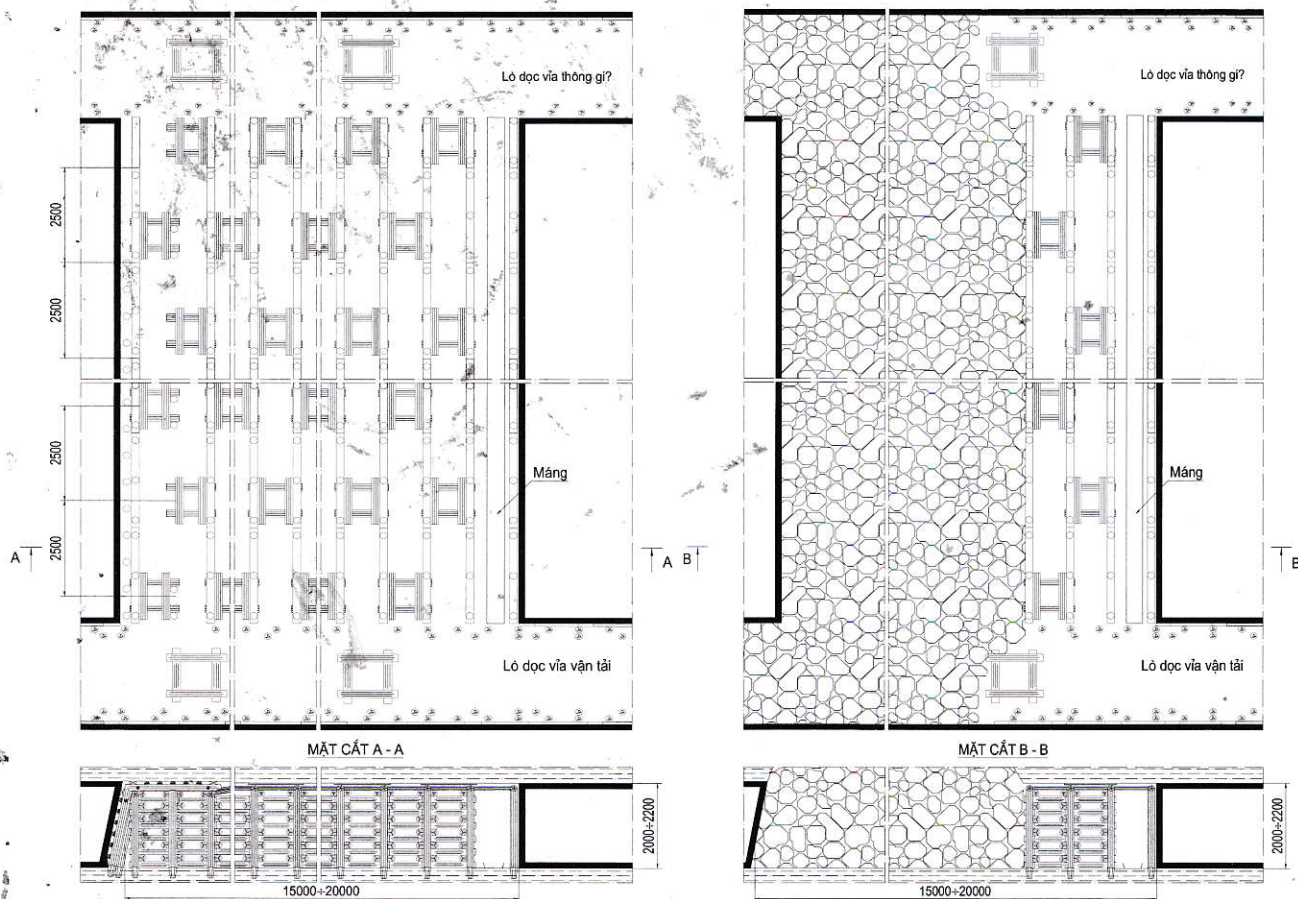 Lò dọc vỉa thông gi?
2500
2500
2500
2500
Máng
A
A
Lò dọc vỉa vận tải
MẶT CẮT A - A
2000÷2200
15000÷20000
Lò dọc vỉa thông gi?
Máng
B
B
Lò dọc vỉa vận tải
MẶT CẮT B - B
2000÷2200
15000÷20000